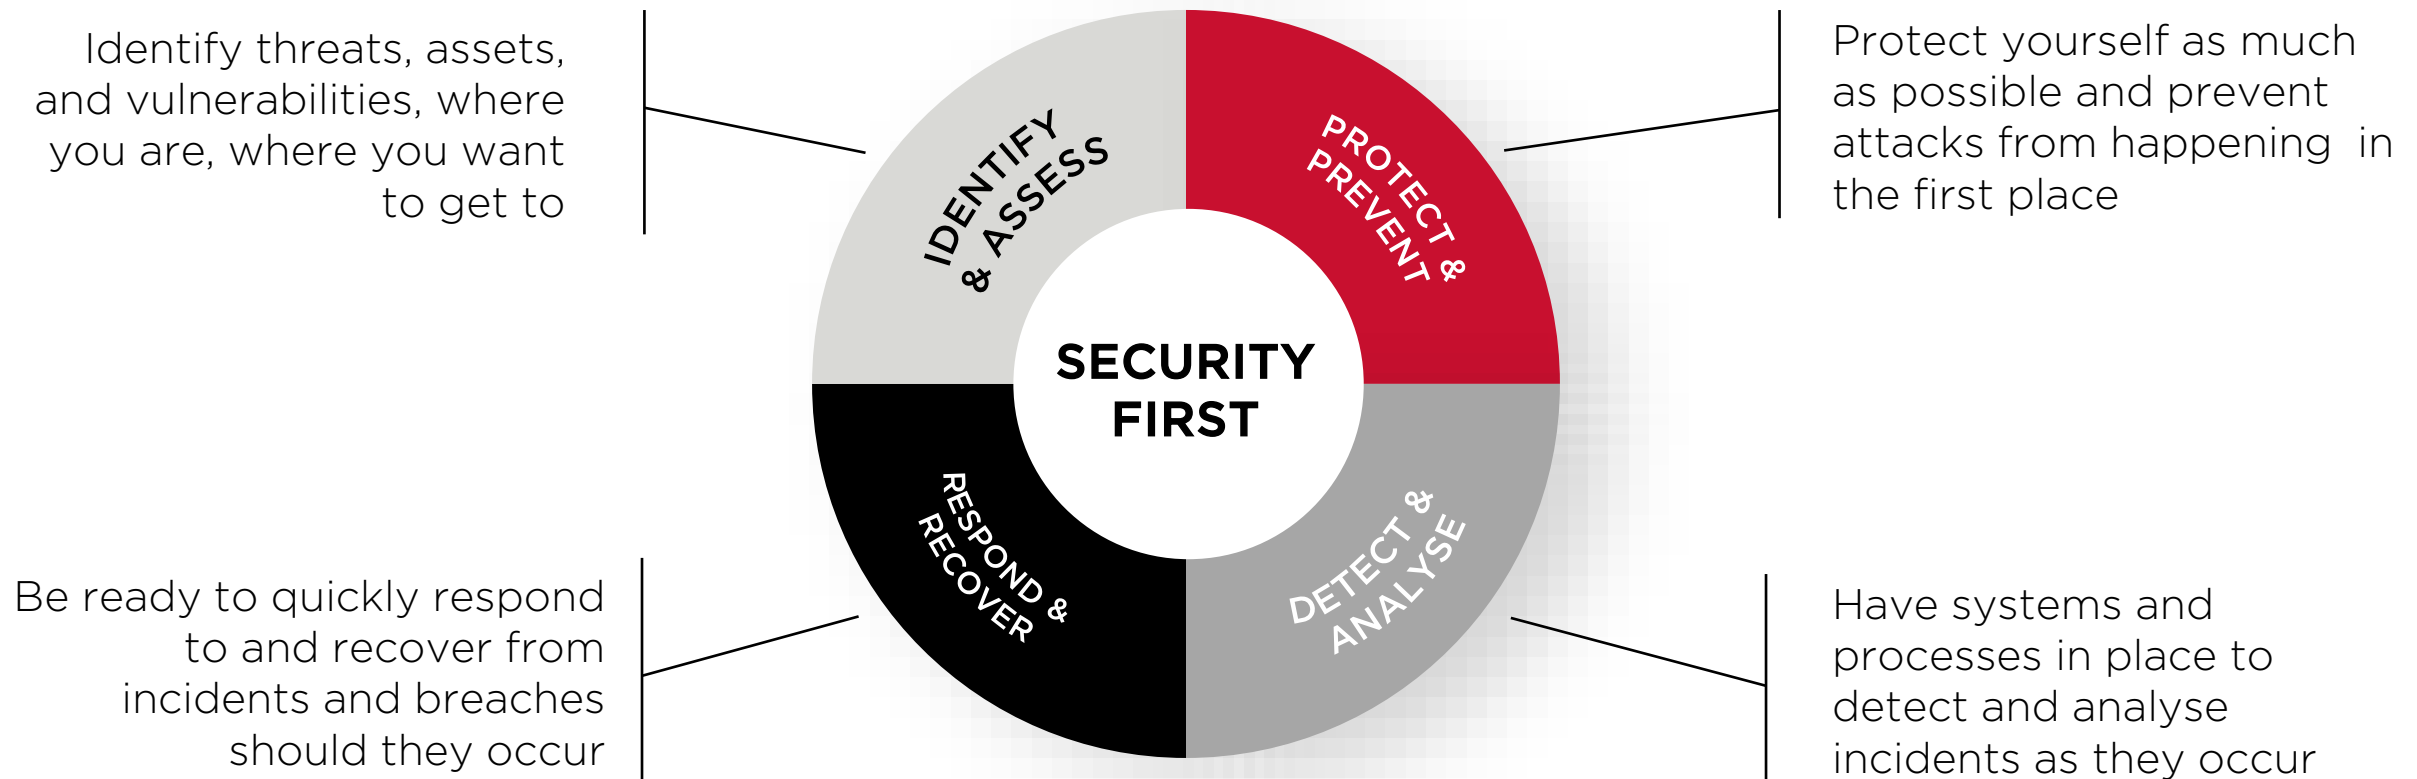 Identify threats, assets,
and vulnerabilities, where
you are, where you want
to get to
IDENTIFY
& ASSESS
PROTECT &
PREVENT
Protect yourself as much
as possible and prevent
attacks from happening  in
the first place
SECURITY
FIRST
Be ready to quickly respond
to and recover from
incidents and breaches
should they occur
RESPOND &
RECOVER
DETECT &
ANALYSE
Have systems and
processes in place to
detect and analyse
incidents as they occur